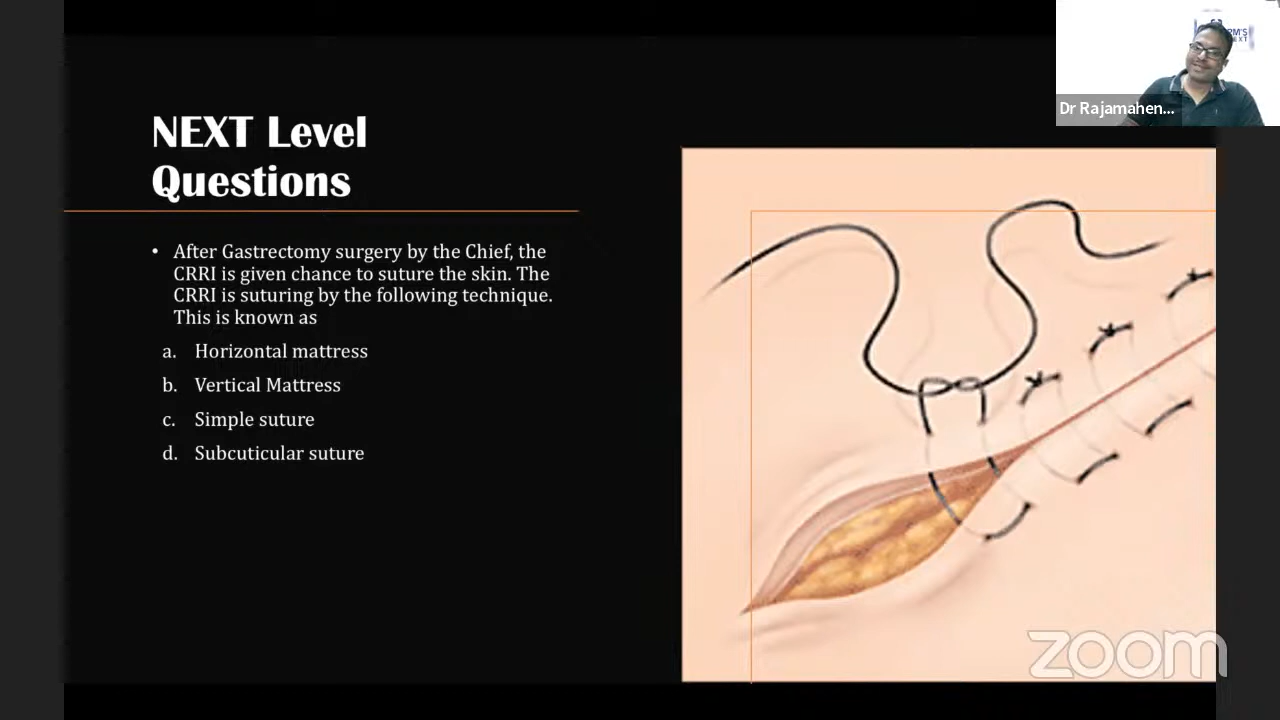 NEXT Level
Questions
• After Gastrectomy surgery by the Chief, the
CRRI is given chance to suture the skin. The
CRRI is suturing by the following technique.
This is known as
a. Horizontal mattress
b. Vertical Mattress
c. Simple suture
d. Subcuticular suture
Dr Rajamahen...
zoom